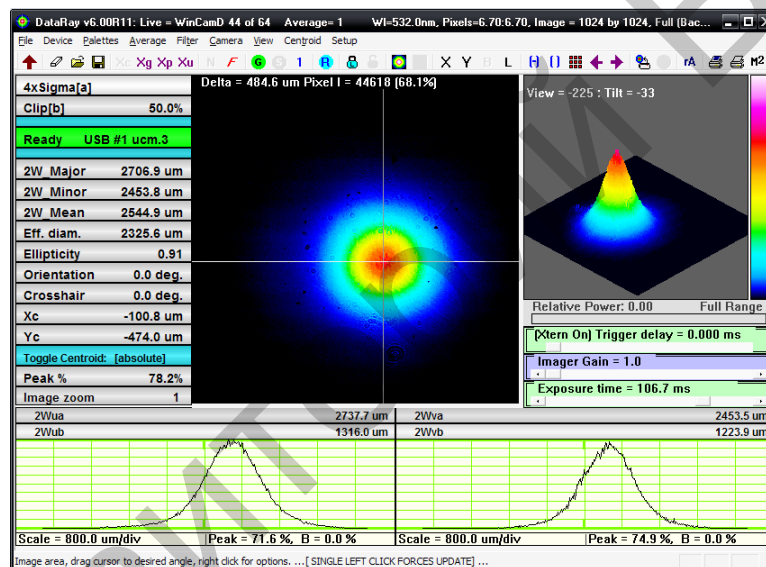 DataRay v6.00R11: Live = WinCamD 44 of 64 Average= 1 Wl=532.0nm, Pixels=6.70:6.70, Image = 1024 by 1024, Full (Bac...
File Device Palettes Average Filter Camera View Centroid Setup
Xc Xg Xp Xu N F G S 1 R X Y B L rA M²
4xSigma[a]
Clip[b] 50.0%
Ready USB #1 ucm.3
2W_Major 2706.9 um
2W_Minor 2453.8 um
2W_Mean 2544.9 um
Eff. diam. 2325.6 um
Ellipticity 0.91
Orientation 0.0 deg.
Crosshair 0.0 deg.
Xc -100.8 um
Yc -474.0 um
Toggle Centroid: [absolute]
Peak % 78.2%
Image zoom 1
Delta = 484.6 um Pixel I = 44618 (68.1%)
View = -225 : Tilt = -33
Relative Power: 0.00 Full Range
(Xtern On) Trigger delay = 0.000 ms
Imager Gain = 1.0
Exposure time = 106.7 ms
2Wua 2737.7 um
2Wub 1316.0 um
2Wva 2453.5 um
2Wvb 1223.9 um
Scale = 800.0 um/div Peak = 71.6 %, B = 0.0 %
Scale = 800.0 um/div Peak = 74.9 %, B = 0.0 %
Image area, drag cursor to desired angle, right click for options. ...[ SINGLE LEFT CLICK FORCES UPDATE] ...